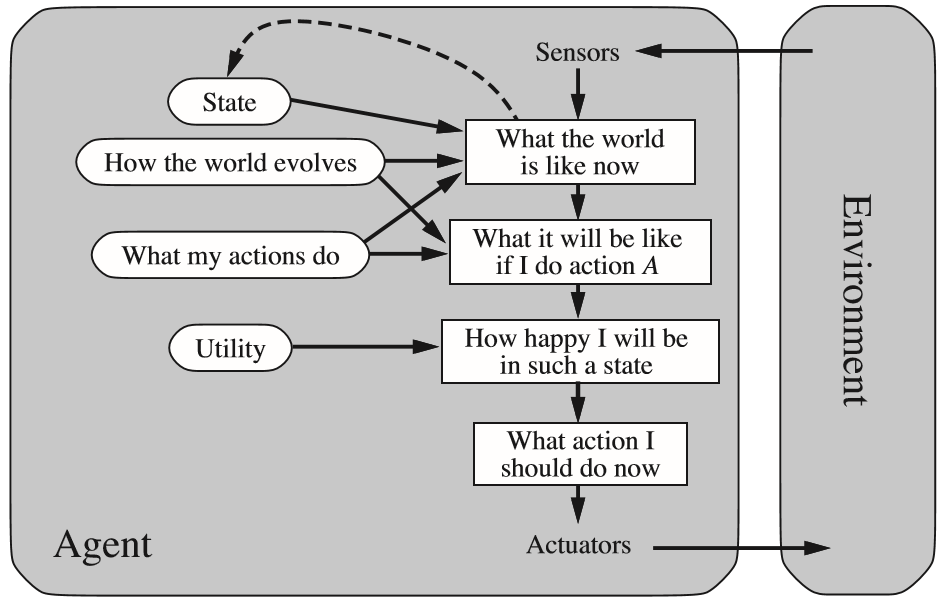 Sensors
State
What the world
is like now
How the world evolves
What it will be like
if I do action A
What my actions do
How happy I will be
in such a state
Utility
What action I
should do now
Agent
Actuators
Environment